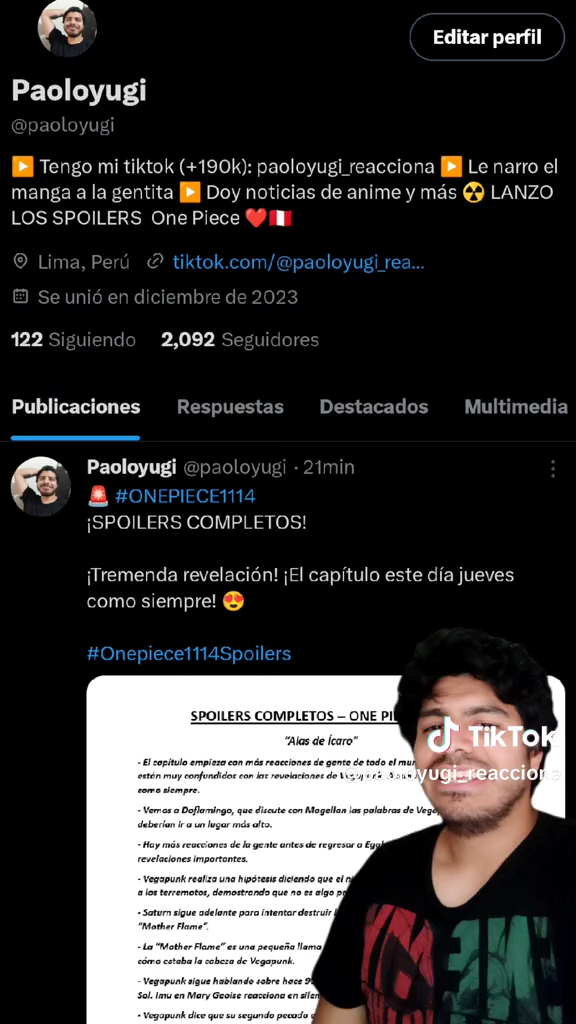 Editar perfil
Paoloyugi
@paoloyugi
▶️ Tengo mi tiktok (+190k): paoloyugi_reacciona ▶️ Le narro el
manga a la gentita ▶️ Doy noticias de anime y más ☢️ LANZO
LOS SPOILERS One Piece ❤️🇵🇪
Lima, Perú tiktok.com/@paoloyugi_rea...
Se unió en diciembre de 2023
122 Siguiendo 2,092 Seguidores
Publicaciones Respuestas Destacados Multimedia
Paoloyugi @paoloyugi · 21min
🚨 #ONEPIECE1114
¡SPOILERS COMPLETOS!
¡Tremenda revelación! ¡El capítulo este día jueves
como siempre! 😍
#Onepiece1114Spoilers
SPOILERS COMPLETOS – ONE
"Alas de Ícaro"
TikTok
@paoloyugi_reacciona
- El capítulo empieza con más reacciones de gente de todo el
están muy confundidos con las revelaciones de Vegapunk
como siempre.
- Vemos a Doflamingo, que discute con Magellan las palabras de
deberían ir a un lugar más alto.
- Hay más reacciones de la gente antes de regresar a
revelaciones importantes.
- Vegapunk realiza una hipótesis diciendo que el
a los terremotos, demostrando que no es algo
- Saturn sigue adelante para intentar destruir
"Mother Flame".
- La "Mother Flame" es una pequeña llama
cómo estaba la cabeza de Vegapunk.
- Vegapunk sigue hablando sobre hace
Sol. Imu en Mary Geoise reacciona en
- Vegapunk dice que su segundo pecado